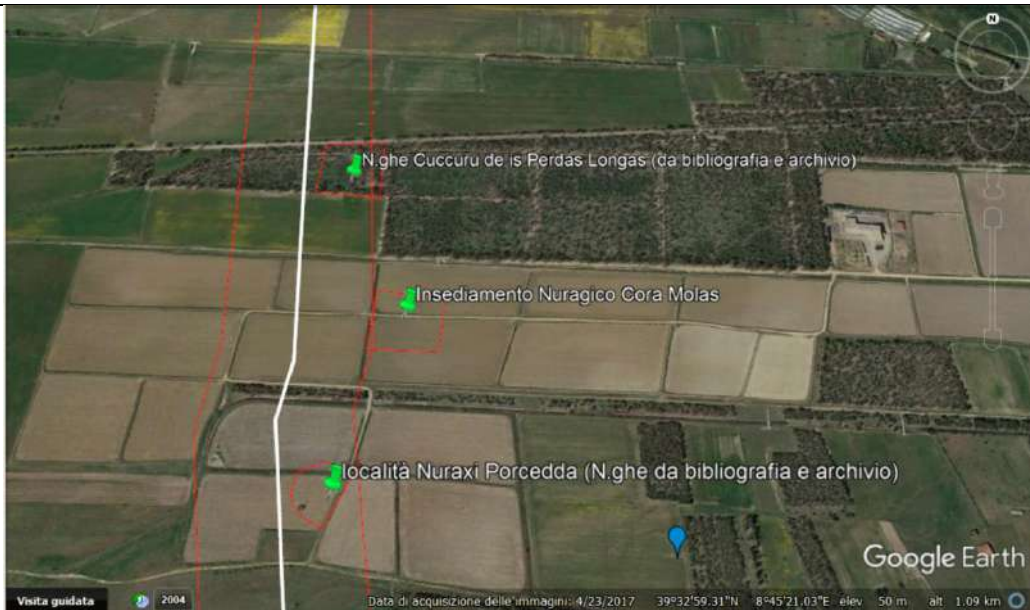 N
N.ghe Cuccuru de is Perdas Longas (da bibliografia e archivio)
Insediamento Nuragico Cora Molas
località Nuraxi Porcedda (N.ghe da bibliografia e archivio)
Google Earth
Visita guidata 2004 Data di acquisizione delle immagini: 4/23/2017 39°32'59.31"N 8°45'21.03"E elev 50 m alt 1.09 km